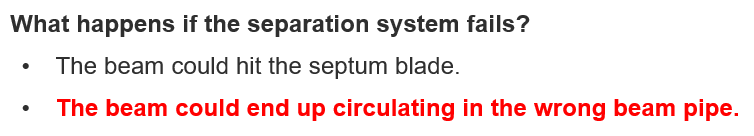 What happens if the separation system fails?
• The beam could hit the septum blade.
• The beam could end up circulating in the wrong beam pipe.